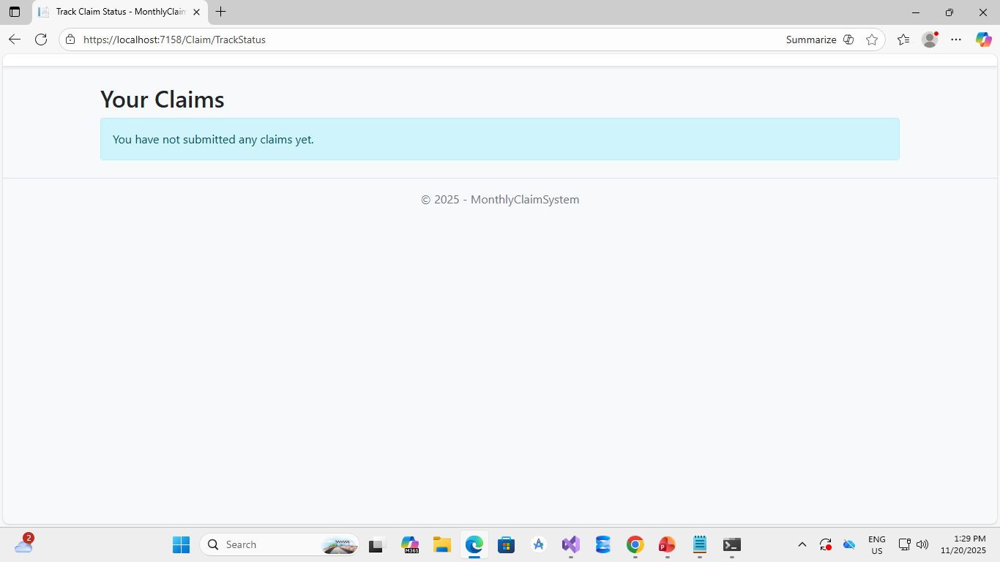 Track Claim Status - MonthlyClaim
https://localhost:7158/Claim/TrackStatus
Summarize
Your Claims
You have not submitted any claims yet.
© 2025 - MonthlyClaimSystem
2
Search
M365
ENG
US
1:29 PM
11/20/2025